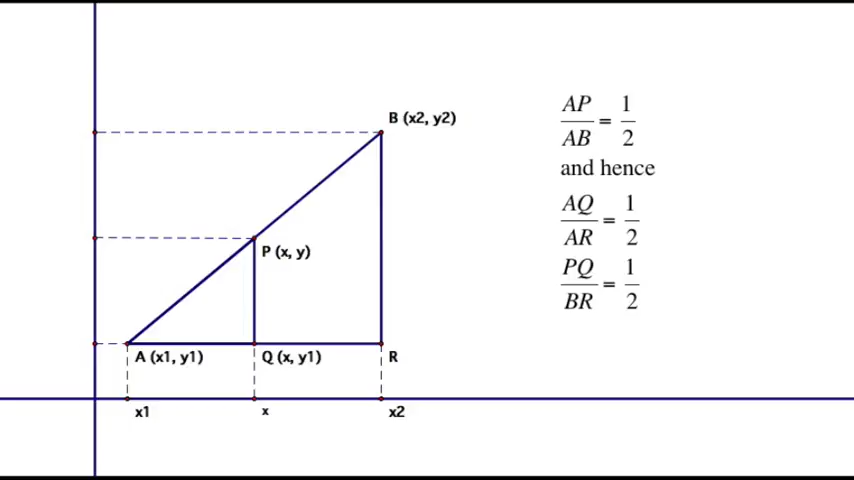 B (x2, y2)
P (x, y)
A (x1, y1)
Q (x, y1)
R
x1
x
x2
AP/AB = 1/2
and hence
AQ/AR = 1/2
PQ/BR = 1/2